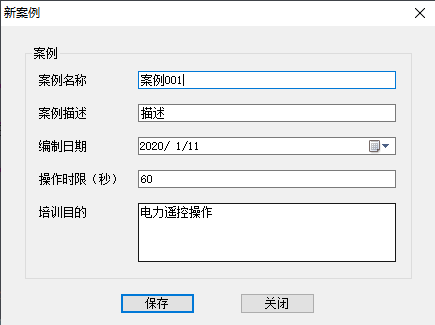 新案例
案例
案例名称 案例001
案例描述 描述
编制日期 2020/ 1/11
操作时限（秒） 60
培训目的 电力遥控操作
保存 关闭